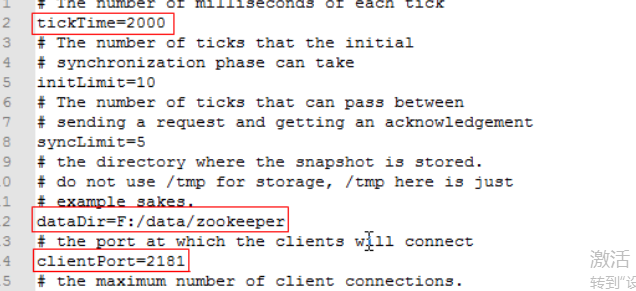 1 # The number of milliseconds of each tick
2 tickTime=2000
3 # The number of ticks that the initial
4 # synchronization phase can take
5 initLimit=10
6 # The number of ticks that can pass between
7 # sending a request and getting an acknowledgement
8 syncLimit=5
9 # the directory where the snapshot is stored.
0 # do not use /tmp for storage, /tmp here is just
1 # example sakes.
2 dataDir=F:/data/zookeeper
3 # the port at which the clients will connect
4 clientPort=2181
5 # the maximum number of client connections.
激活
转到"设